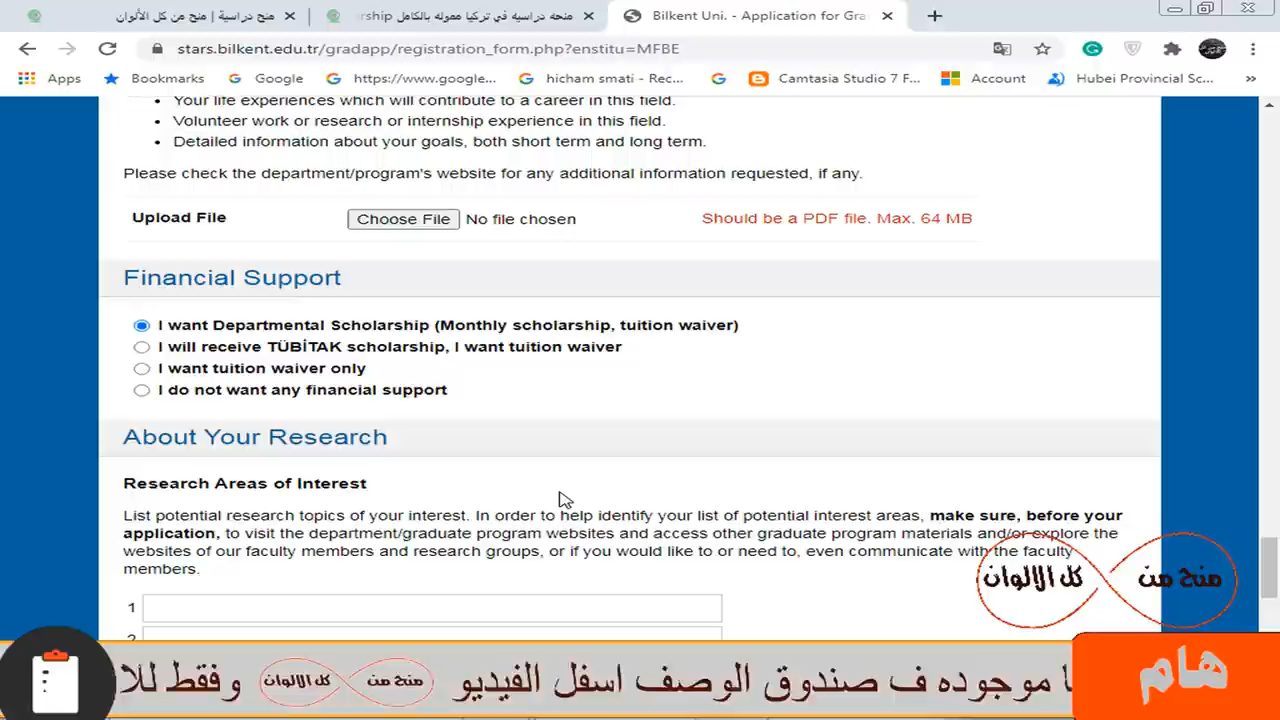 منح دراسية | منح من كل الألوان
منحه دراسيه في تركيا مموله بالكامل
Bilkent Uni. - Application for Gra
stars.bilkent.edu.tr/gradapp/registration_form.php?enstitu=MFBE
Apps Bookmarks Google https://www.google... hicham smati - Rec... Camtasia Studio 7 F... Account Hubei Provincial Sc... »
• Your life experiences which will contribute to a career in this field.
• Volunteer work or research or internship experience in this field.
• Detailed information about your goals, both short term and long term.
Please check the department/program's website for any additional information requested, if any.
Upload File Choose File No file chosen Should be a PDF file. Max. 64 MB
Financial Support
I want Departmental Scholarship (Monthly scholarship, tuition waiver)
I will receive TÜBİTAK scholarship, I want tuition waiver
I want tuition waiver only
I do not want any financial support
About Your Research
Research Areas of Interest
List potential research topics of your interest. In order to help identify your list of potential interest areas, make sure, before your
application, to visit the department/graduate program websites and access other graduate program materials and/or explore the
websites of our faculty members and research groups, or if you would like to or need to, even communicate with the faculty
members.
منح من كل الالوان
1
2
هام
موجوده ف صندوق الوصف اسفل الفيديو منح من كل الالوان وفقط